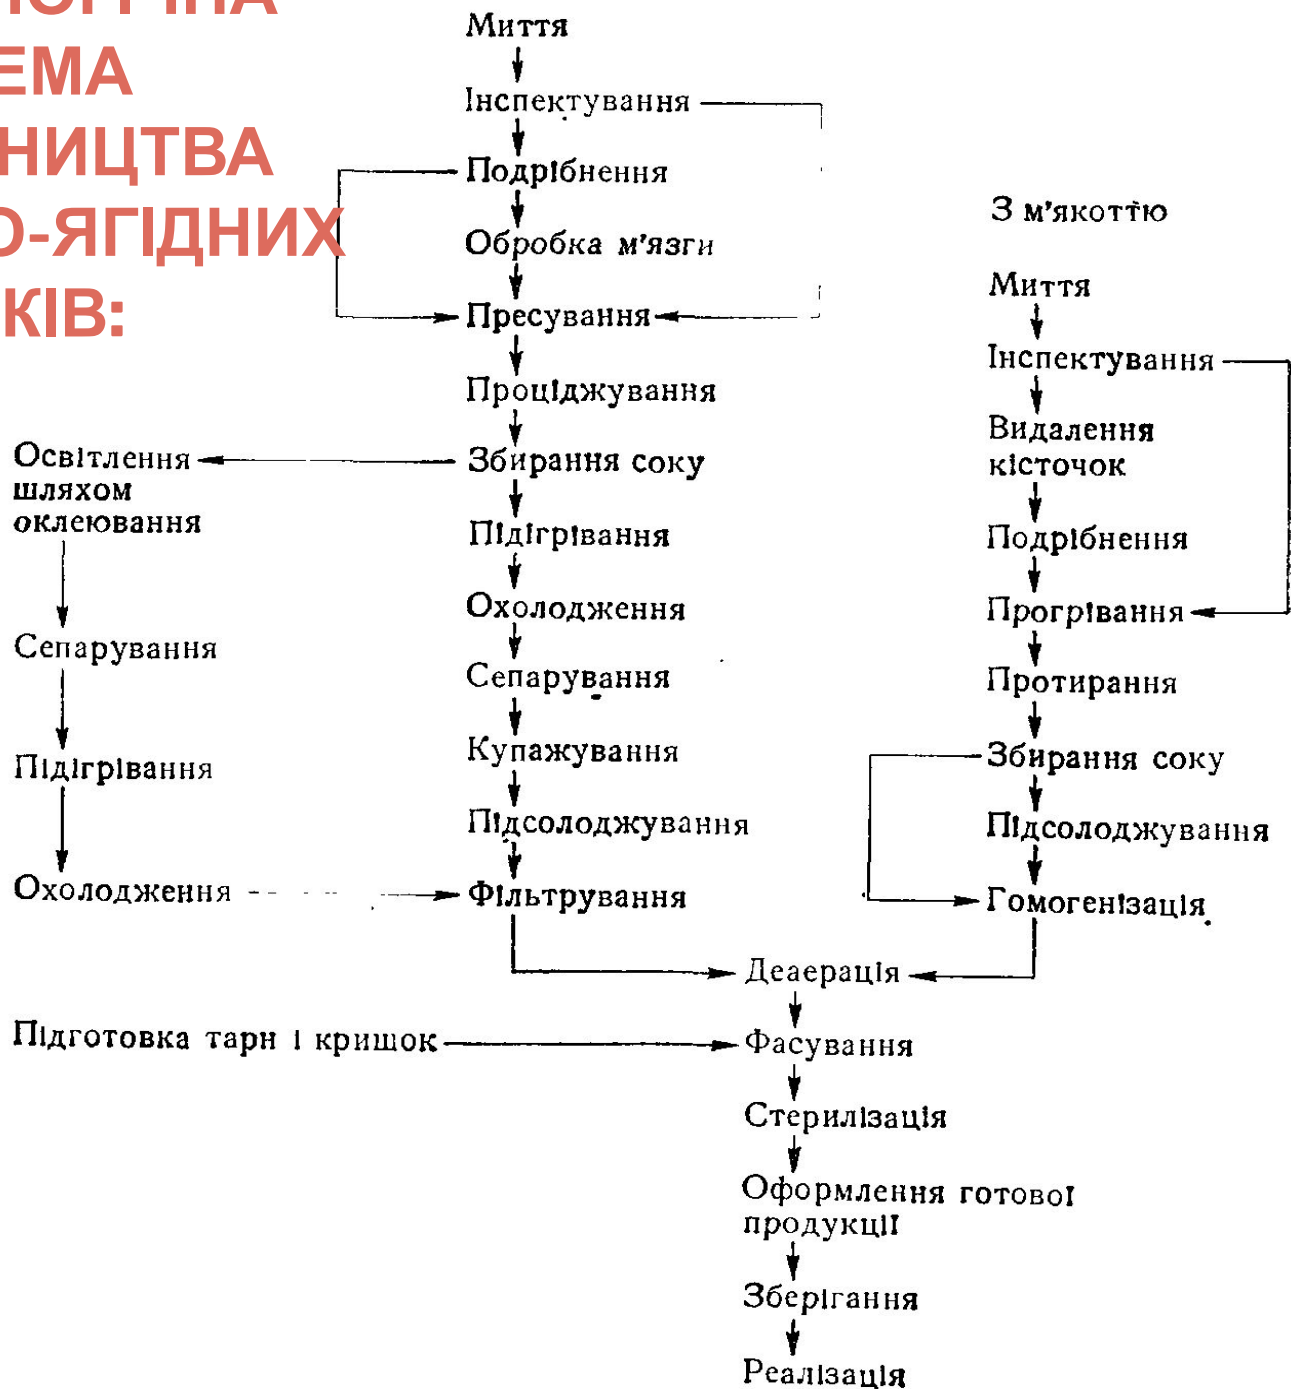 ЕМА
НИЦТВА
О-ЯГІДНИХ
КІВ:
Миття
Інспектування
Подрібнення
Обробка м'язги
Пресування
Проціджування
Збирання соку
Підігрівання
Охолодження
Сепарування
Купажування
Підсолоджування
Фільтрування
Освітлення
шляхом
оклеювання
Сепарування
Підігрівання
Охолодження
З м'якоттю
Миття
Інспектування
Видалення
кісточок
Подрібнення
Прогрівання
Протирання
Збирання соку
Підсолоджування
Гомогенізація
Деаерація
Підготовка тари і кришок
Фасування
Стерилізація
Оформлення готової
продукції
Зберігання
Реалізація